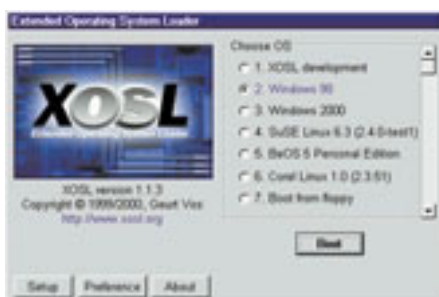 Extended Operating System Loader
XOSL
XOSL version 1.1.3
Copyright © 1999/2000, Geurt Vos
http://www.xosl.org
Choose OS
1. XOSL development
2. Windows 98
3. Windows 2000
4. SuSE Linux 6.3 (2.4.0-test1)
5. BeOS 5 Personal Edition
6. Corel Linux 1.0 (2.3.51)
7. Boot from floppy
Boot
Setup Preference About